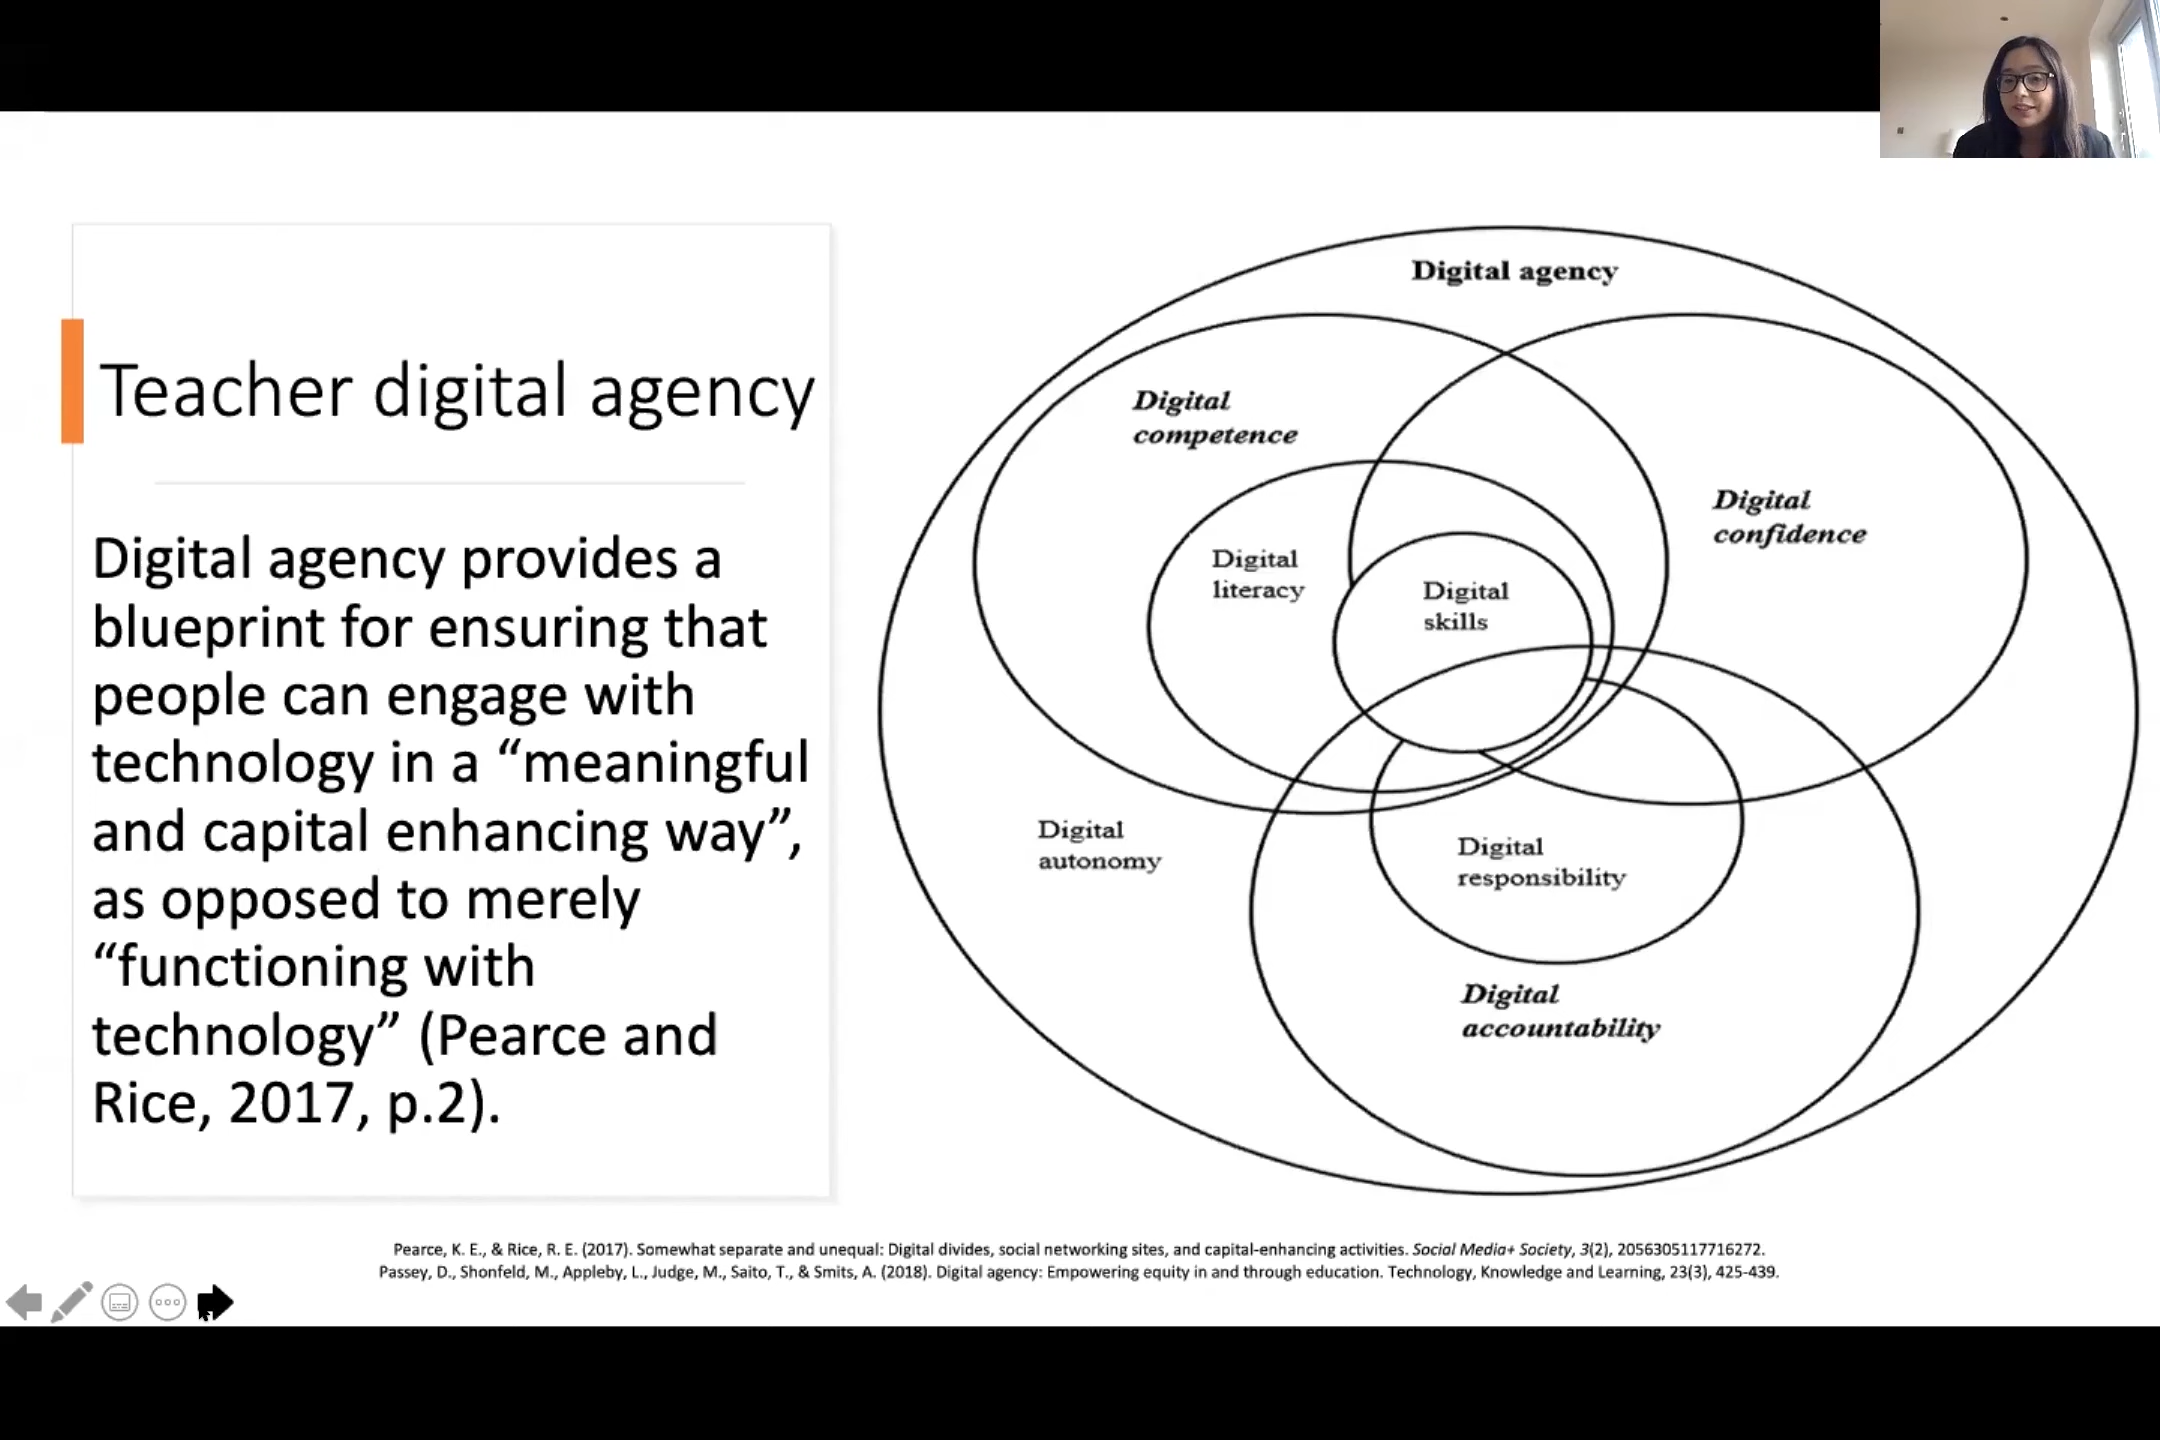 Teacher digital agency
Digital agency provides a
blueprint for ensuring that
people can engage with
technology in a “meaningful
and capital enhancing way”,
as opposed to merely
“functioning with
technology” (Pearce and
Rice, 2017, p.2).
Digital agency
Digital
competence
Digital
confidence
Digital
literacy
Digital
skills
Digital
autonomy
Digital
responsibility
Digital
accountability
Pearce, K. E., & Rice, R. E. (2017). Somewhat separate and unequal: Digital divides, social networking sites, and capital-enhancing activities. Social Media+ Society, 3(2), 2056305117716272.
Passey, D., Shonfeld, M., Appleby, L., Judge, M., Saito, T., & Smits, A. (2018). Digital agency: Empowering equity in and through education. Technology, Knowledge and Learning, 23(3), 425-439.